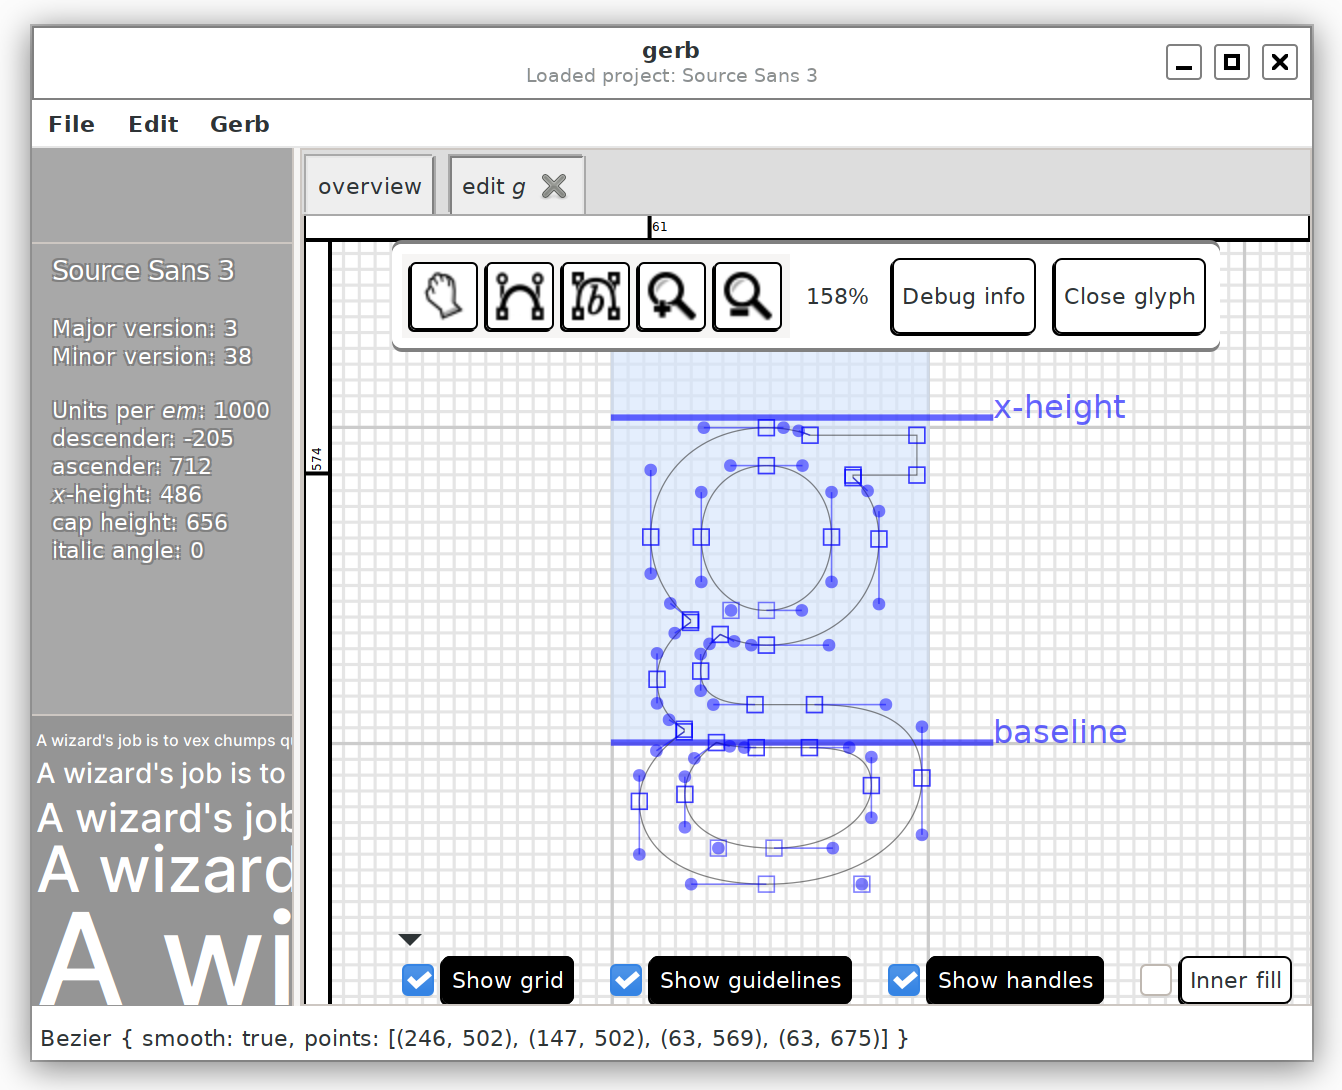 gerb
Loaded project: Source Sans 3
File Edit Gerb
overview
edit g
61
574
158%
Debug info
Close glyph
Source Sans 3
Major version: 3
Minor version: 38
Units per em: 1000
descender: -205
ascender: 712
x-height: 486
cap height: 656
italic angle: 0
A wizard's job is to vex chumps q
A wizard's job is to
A wizard's job
A wizard
A wi
x-height
baseline
Show grid
Show guidelines
Show handles
Inner fill
Bezier { smooth: true, points: [(246, 502), (147, 502), (63, 569), (63, 675)] }